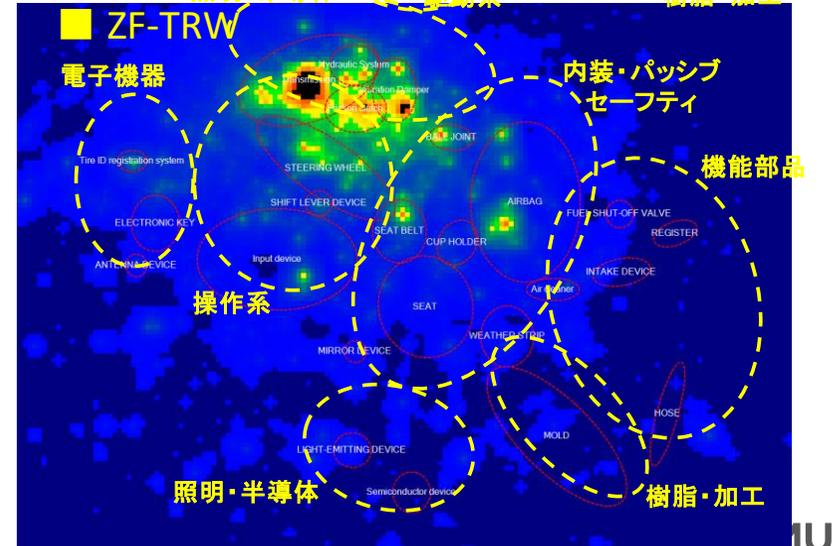 ZF-TRW
電子機器
内装・パッシブ
セーフティ
機能部品
Hydraulic System
BALL JOINT
Tire ID registration system
STEERING WHEEL
SHIFT LEVER DEVICE
AIRBAG
ELECTRONIC KEY
SEAT BELT
CUP HOLDER
FUEL SHUT-OFF VALVE
REGISTER
ANTENNA DEVICE
Input device
INTAKE DEVICE
Air cleaner
操作系
SEAT
WEATHER STRIP
MIRROR DEVICE
HOSE
MOLD
LIGHT-EMITTING DEVICE
照明・半導体
Semiconductor device
樹脂・加工